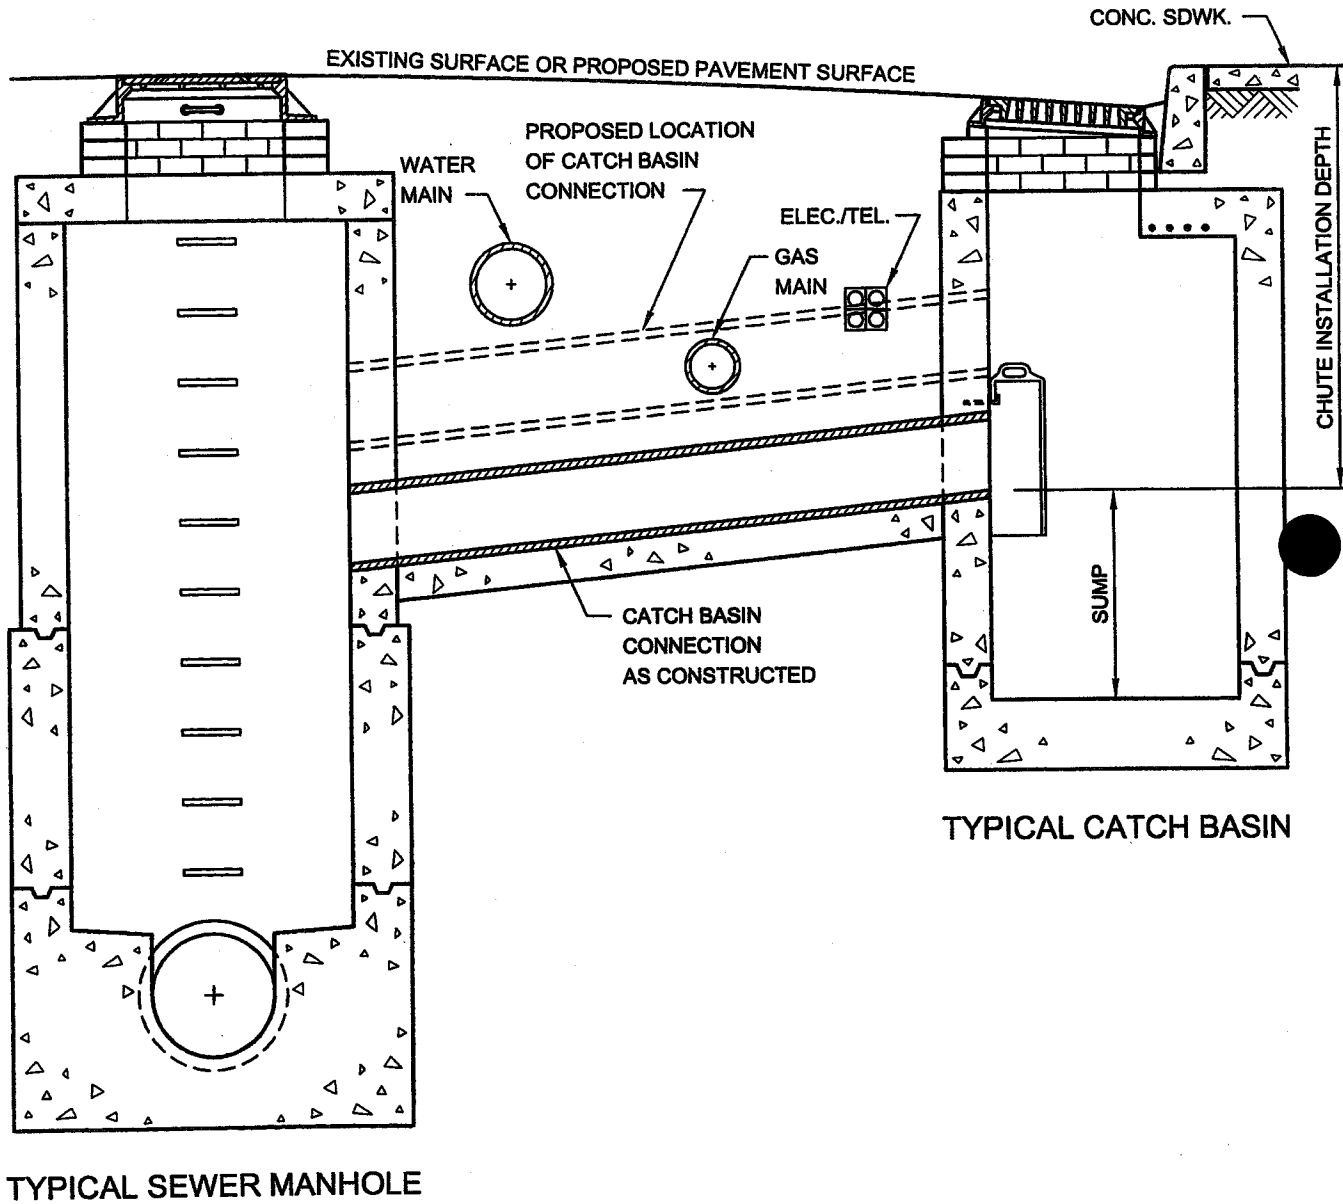 CONC. SDWK.
EXISTING SURFACE OR PROPOSED PAVEMENT SURFACE
PROPOSED LOCATION
OF CATCH BASIN
CONNECTION
WATER
MAIN
ELEC./TEL.
GAS
MAIN
CHUTE INSTALLATION DEPTH
SUMP
CATCH BASIN
CONNECTION
AS CONSTRUCTED
TYPICAL CATCH BASIN
TYPICAL SEWER MANHOLE